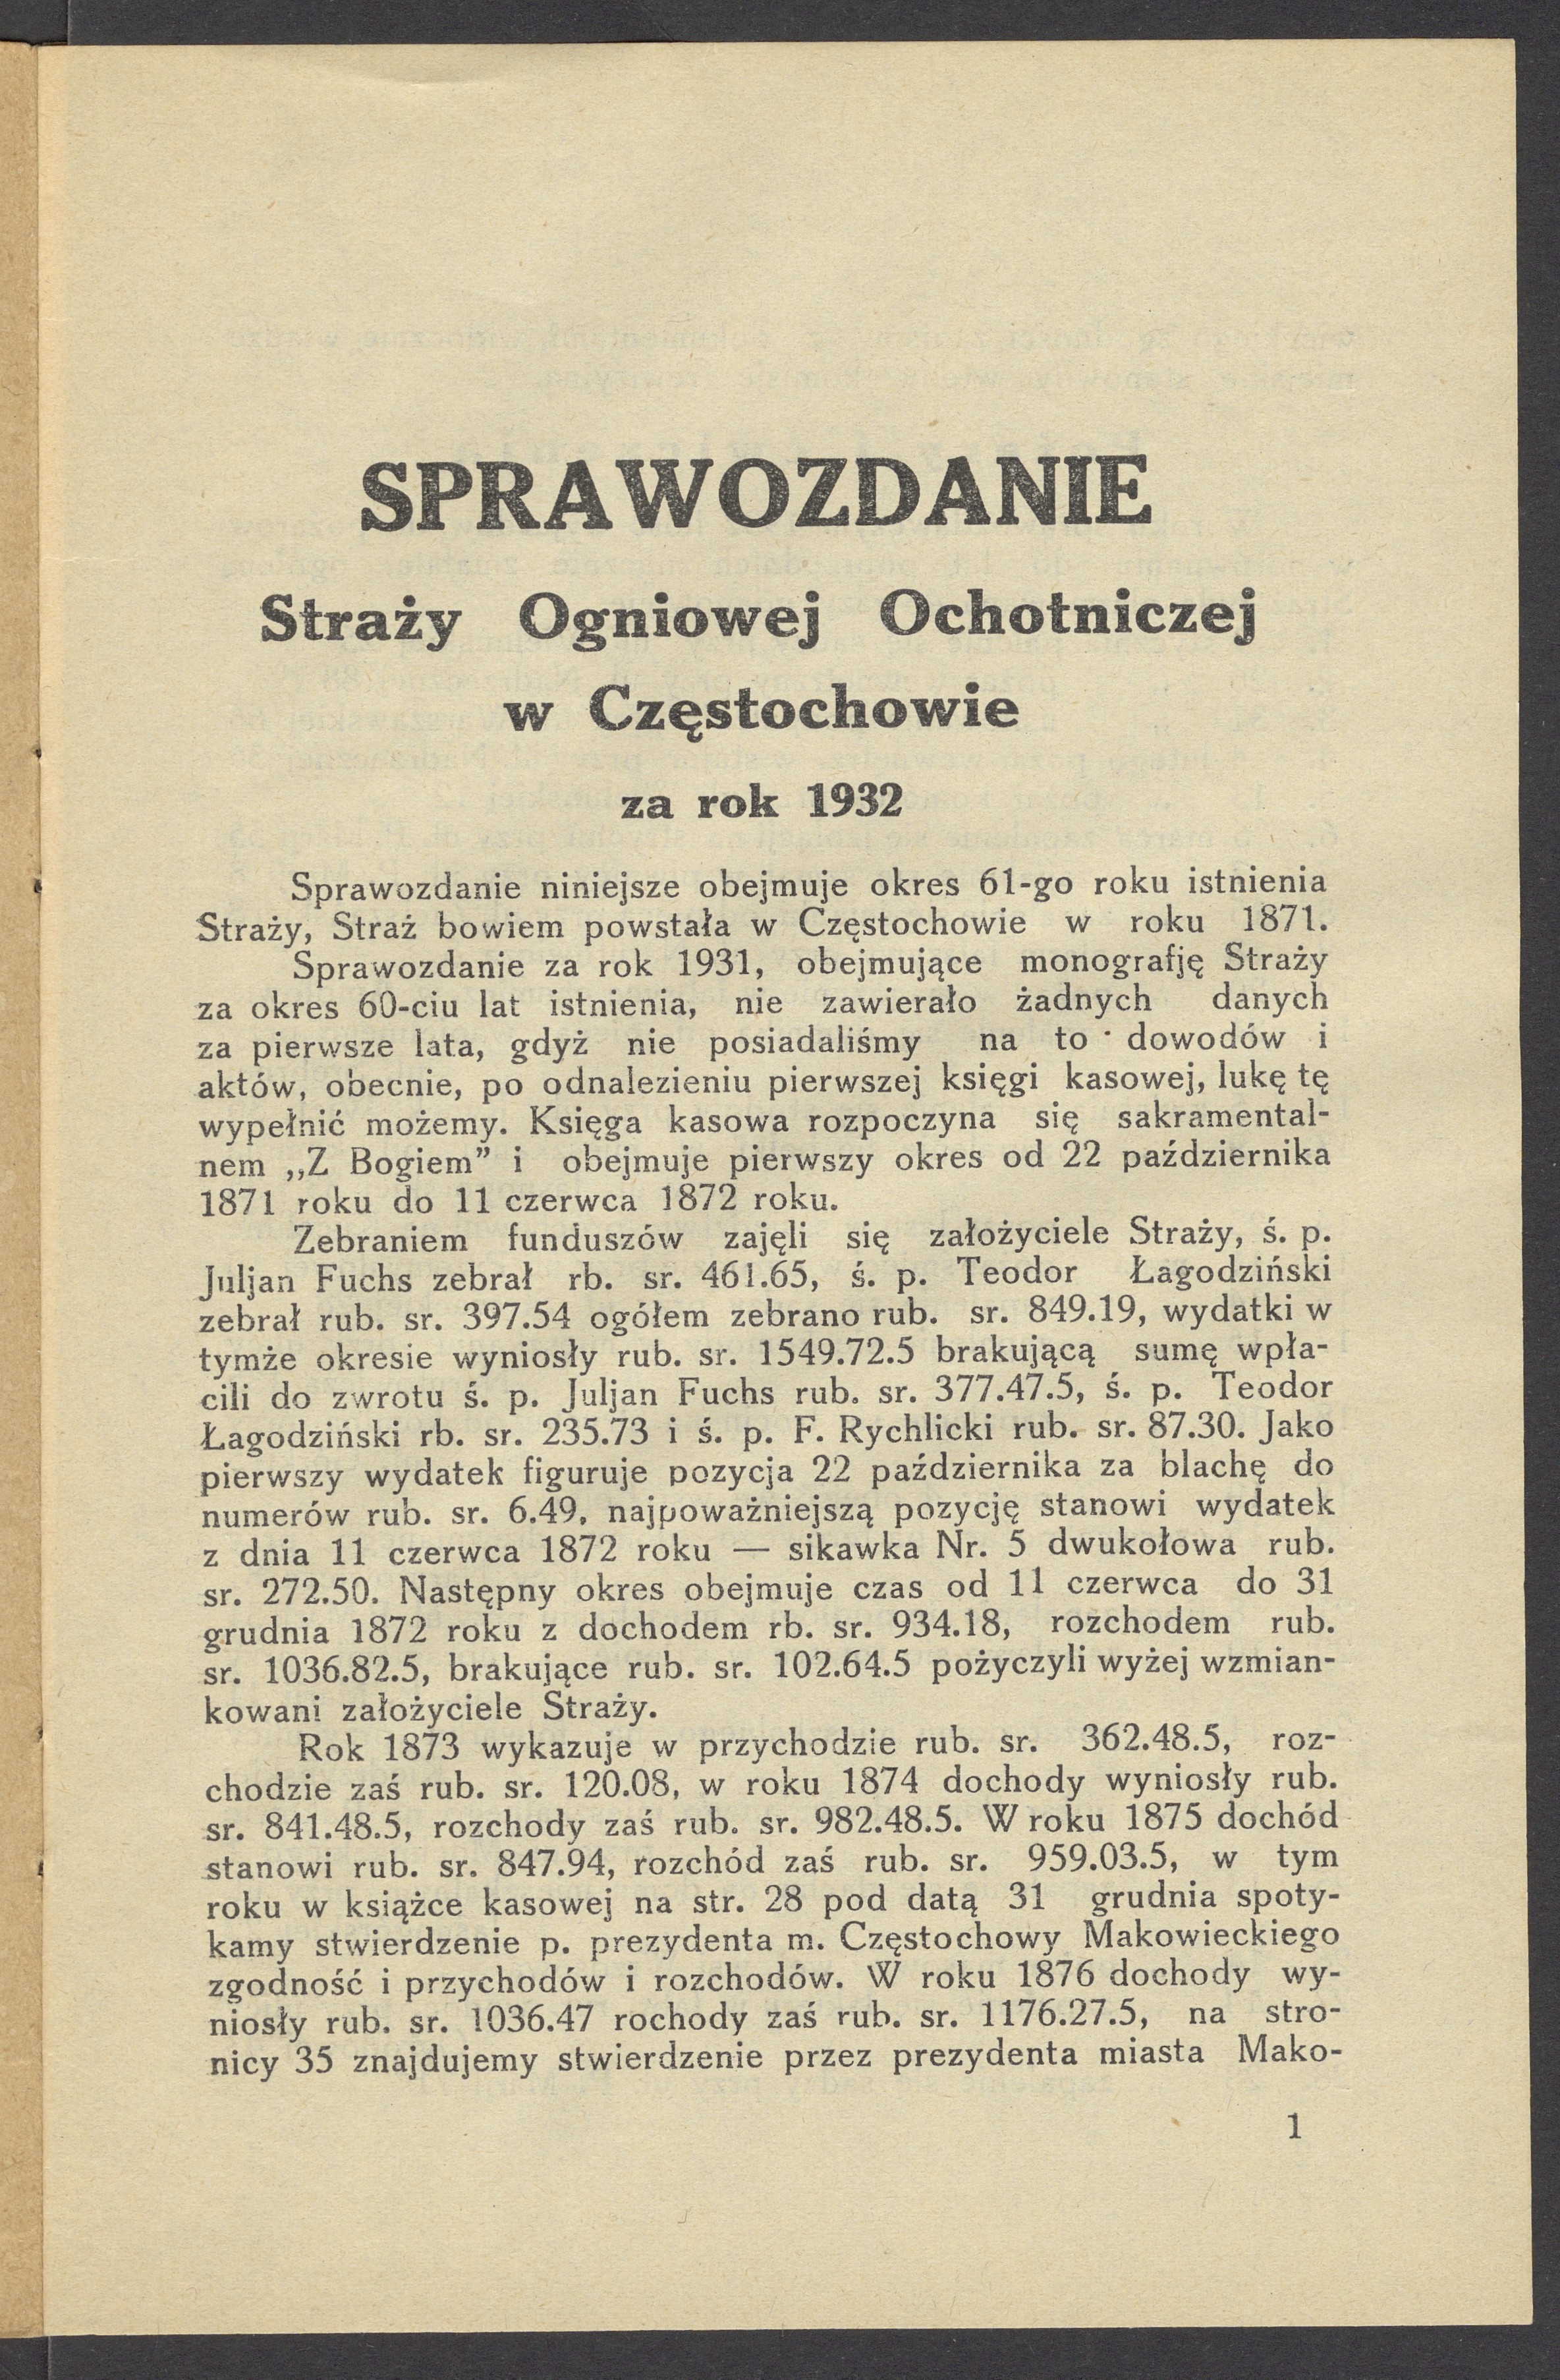 SPRAWOZDANIE
Straży Ogniowej Ochotniczej
w Częstochowie
za rok 1932
Sprawozdanie niniejsze obejmuje okres 61-go roku istnienia
Straży, Straż bowiem powstała w Częstochowie w roku 1871.
Sprawozdanie za rok 1931, obejmujące monografję Straży
za okres 60-ciu lat istnienia, nie zawierało żadnych danych
za pierwsze lata, gdyż nie posiadaliśmy na to dowodów i
aktów, obecnie, po odnalezieniu pierwszej księgi kasowej, lukę tę
wypełnić możemy. Księga kasowa rozpoczyna się sakramental-
nem „Z Bogiem” i obejmuje pierwszy okres od 22 października
1871 roku do 11 czerwca 1872 roku.
Zebraniem funduszów zajęli się założyciele Straży, ś. p.
Juljan Fuchs zebrał rb. sr. 461.65, ś. p. Teodor Łagodziński
zebrał rub. sr. 397.54 ogółem zebrano rub. sr. 849.19, wydatki w
tymże okresie wyniosły rub. sr. 1549.72.5 brakującą sumę wpła-
cili do zwrotu ś. p. Juljan Fuchs rub. sr. 377.47.5, ś. p. Teodor
Łagodziński rb. sr. 235.73 i ś. p. F. Rychlicki rub. sr. 87.30. Jako
pierwszy wydatek figuruje pozycja 22 października za blachę do
numerów rub. sr. 6.49, najpoważniejszą pozycję stanowi wydatek
z dnia 11 czerwca 1872 roku — sikawka Nr. 5 dwukołowa rub.
sr. 272.50. Następny okres obejmuje czas od 11 czerwca do 31
grudnia 1872 roku z dochodem rb. sr. 934.18, rozchodem rub.
sr. 1036.82.5, brakujące rub. sr. 102.64.5 pożyczyli wyżej wzmian-
kowani założyciele Straży.
Rok 1873 wykazuje w przychodzie rub. sr. 362.48.5, roz-
chodzie zaś rub. sr. 120.08, w roku 1874 dochody wyniosły rub.
sr. 841.48.5, rozchody zaś rub. sr. 982.48.5. W roku 1875 dochód
stanowi rub. sr. 847.94, rozchód zaś rub. sr. 959.03.5, w tym
roku w książce kasowej na str. 28 pod datą 31 grudnia spoty-
kamy stwierdzenie p. prezydenta m. Częstochowy Makowieckiego
zgodność i przychodów i rozchodów. W roku 1876 dochody wy-
niosły rub. sr. 1036.47 rochody zaś rub. sr. 1176.27.5, na stro-
nicy 35 znajdujemy stwierdzenie przez prezydenta miasta Mako-
1